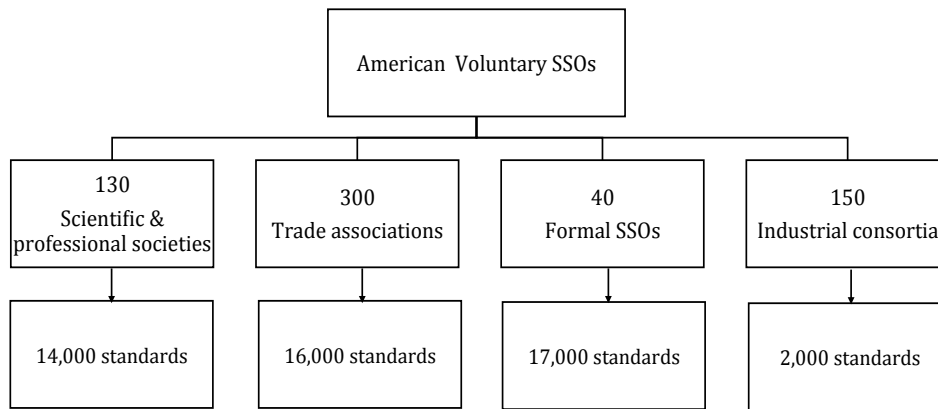 American Voluntary SSOs
130
Scientific &
professional societies
300
Trade associations
40
Formal SSOs
150
Industrial consortia
14,000 standards
16,000 standards
17,000 standards
2,000 standards